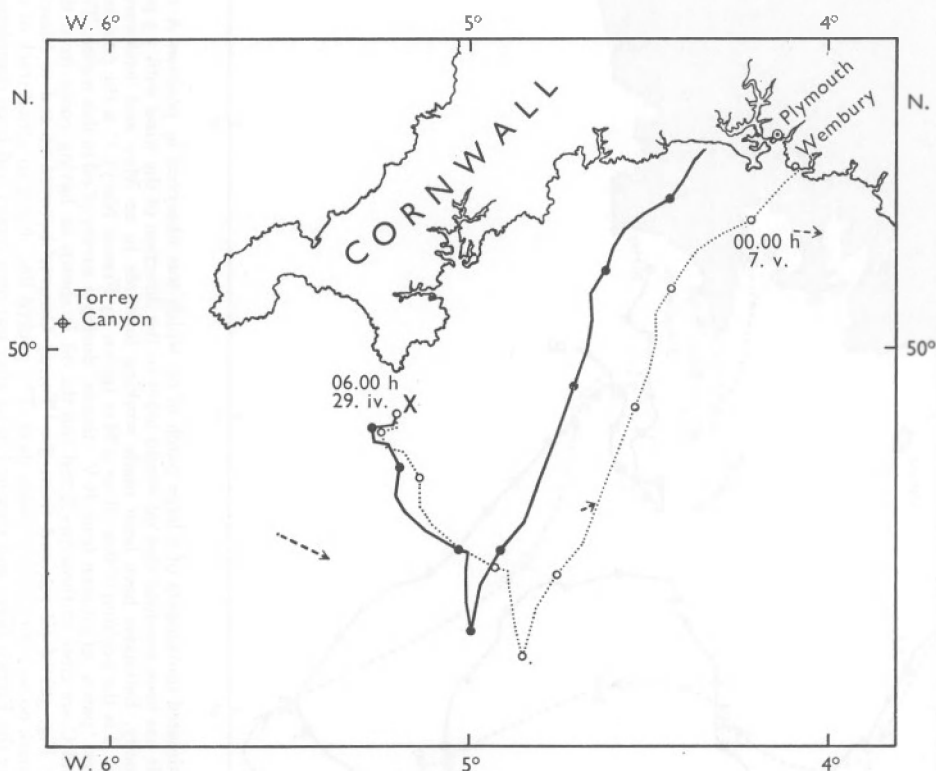 W. 6° 5° 4°
N. N.
Plymouth
Wembury
CORNWALL
00.00 h
7. v.
Torrey
Canyon
50° 50°
06.00 h
29. iv. X
W. 6° 5° 4°